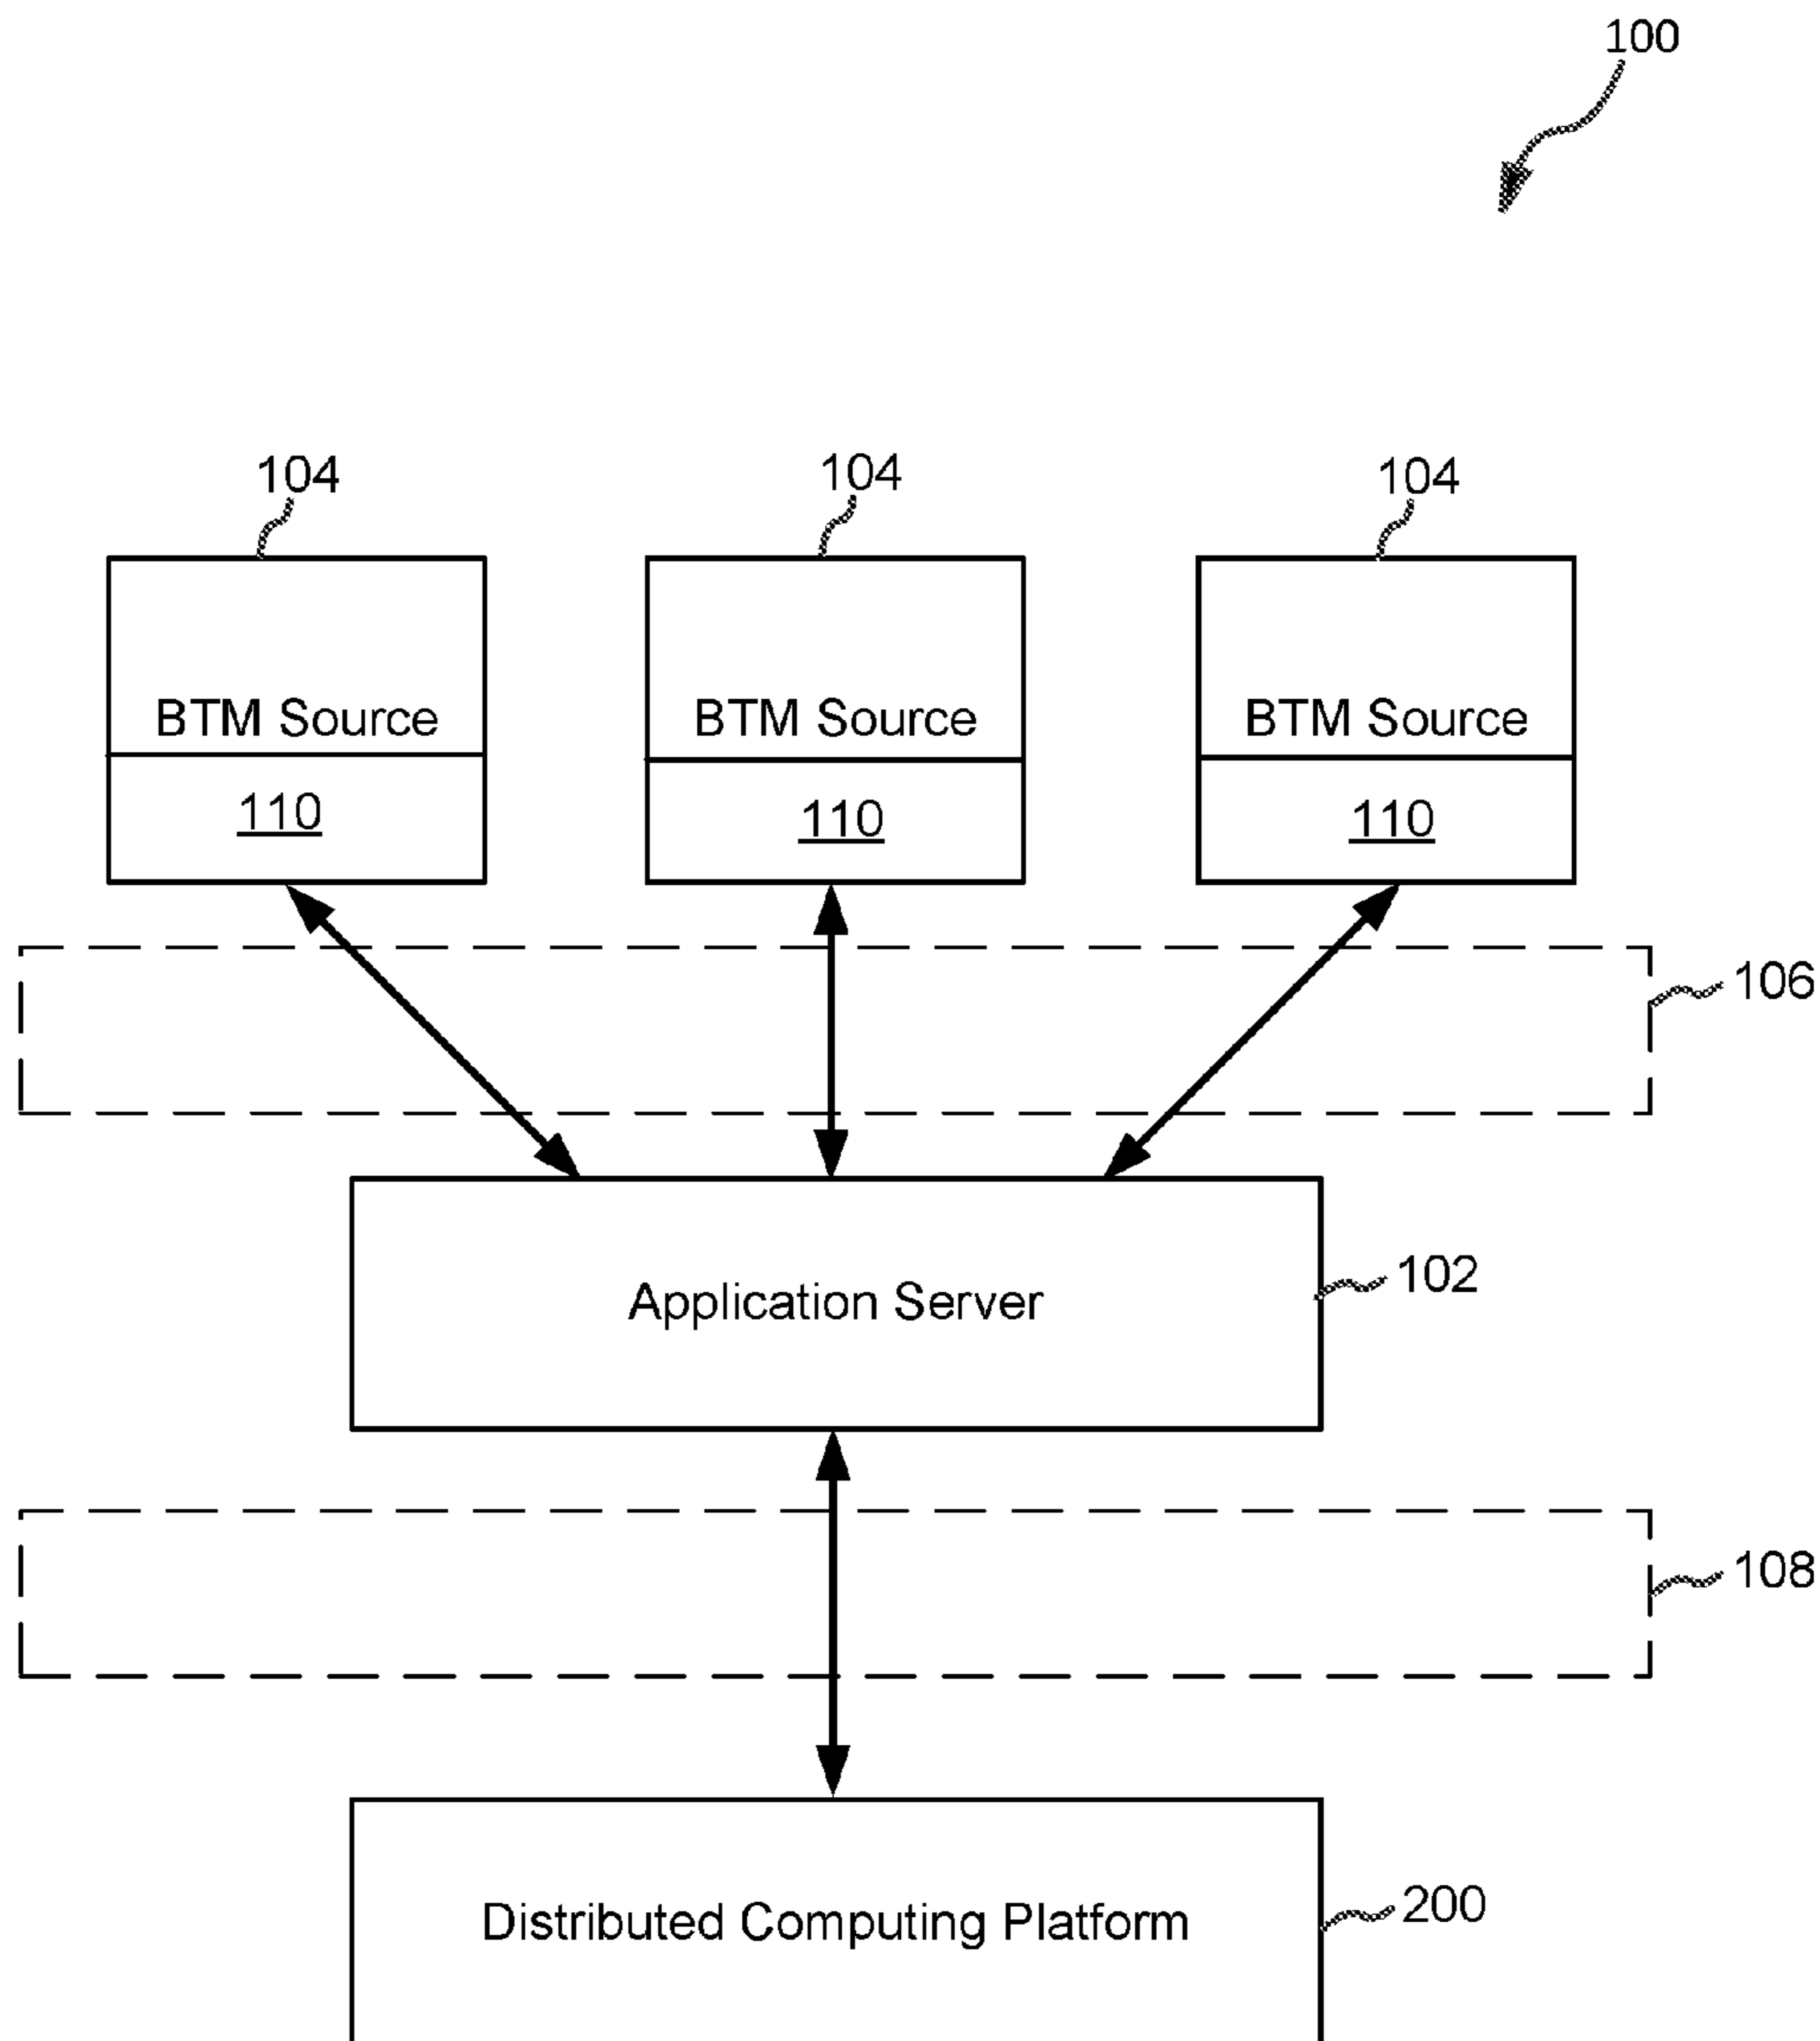 100
104
104
104
BTM Source
BTM Source
BTM Source
110
110
110
106
102
Application Server
108
200
Distributed Computing Platform